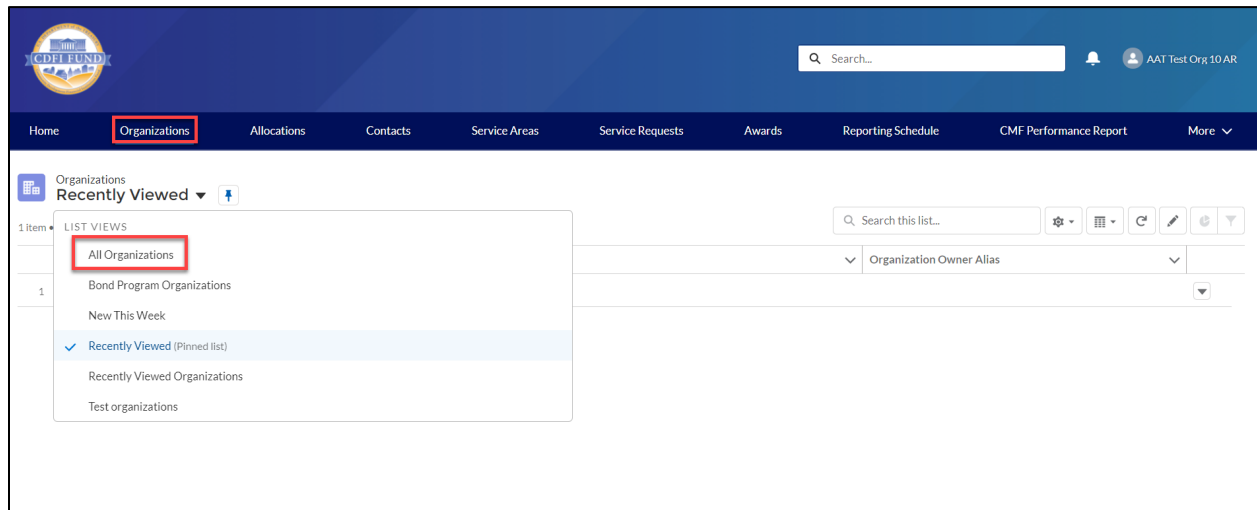 CDFI FUND
Search...
AAT Test Org 10 AR
Home Organizations Allocations Contacts Service Areas Service Requests Awards Reporting Schedule CMF Performance Report More
Organizations
Recently Viewed
1 item •
Search this list...
LIST VIEWS
All Organizations
Organization Owner Alias
1
Bond Program Organizations
New This Week
Recently Viewed (Pinned list)
Recently Viewed Organizations
Test organizations